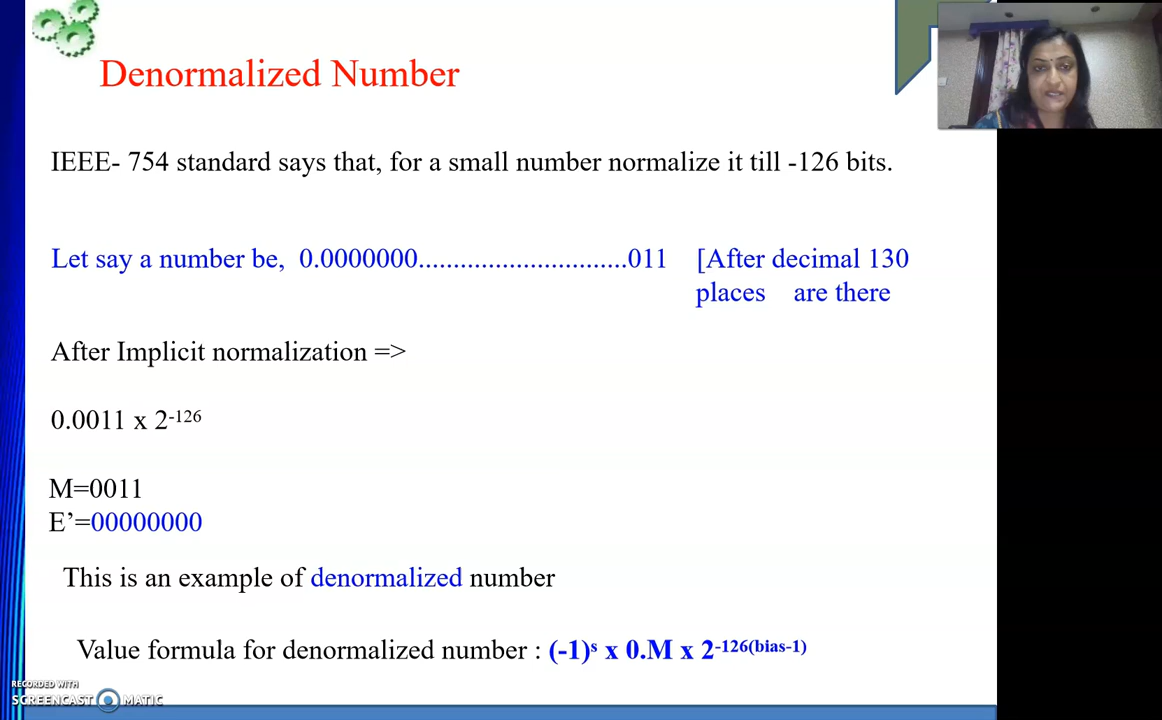 Denormalized Number
IEEE- 754 standard says that, for a small number normalize it till -126 bits.
Let say a number be, 0.0000000..............................011 [After decimal 130
places are there
After Implicit normalization =>
0.0011 x 2-126
M=0011
E’=00000000
This is an example of denormalized number
Value formula for denormalized number : (-1)s x 0.M x 2-126(bias-1)
RECORDED WITH
SCREENCAST MATIC